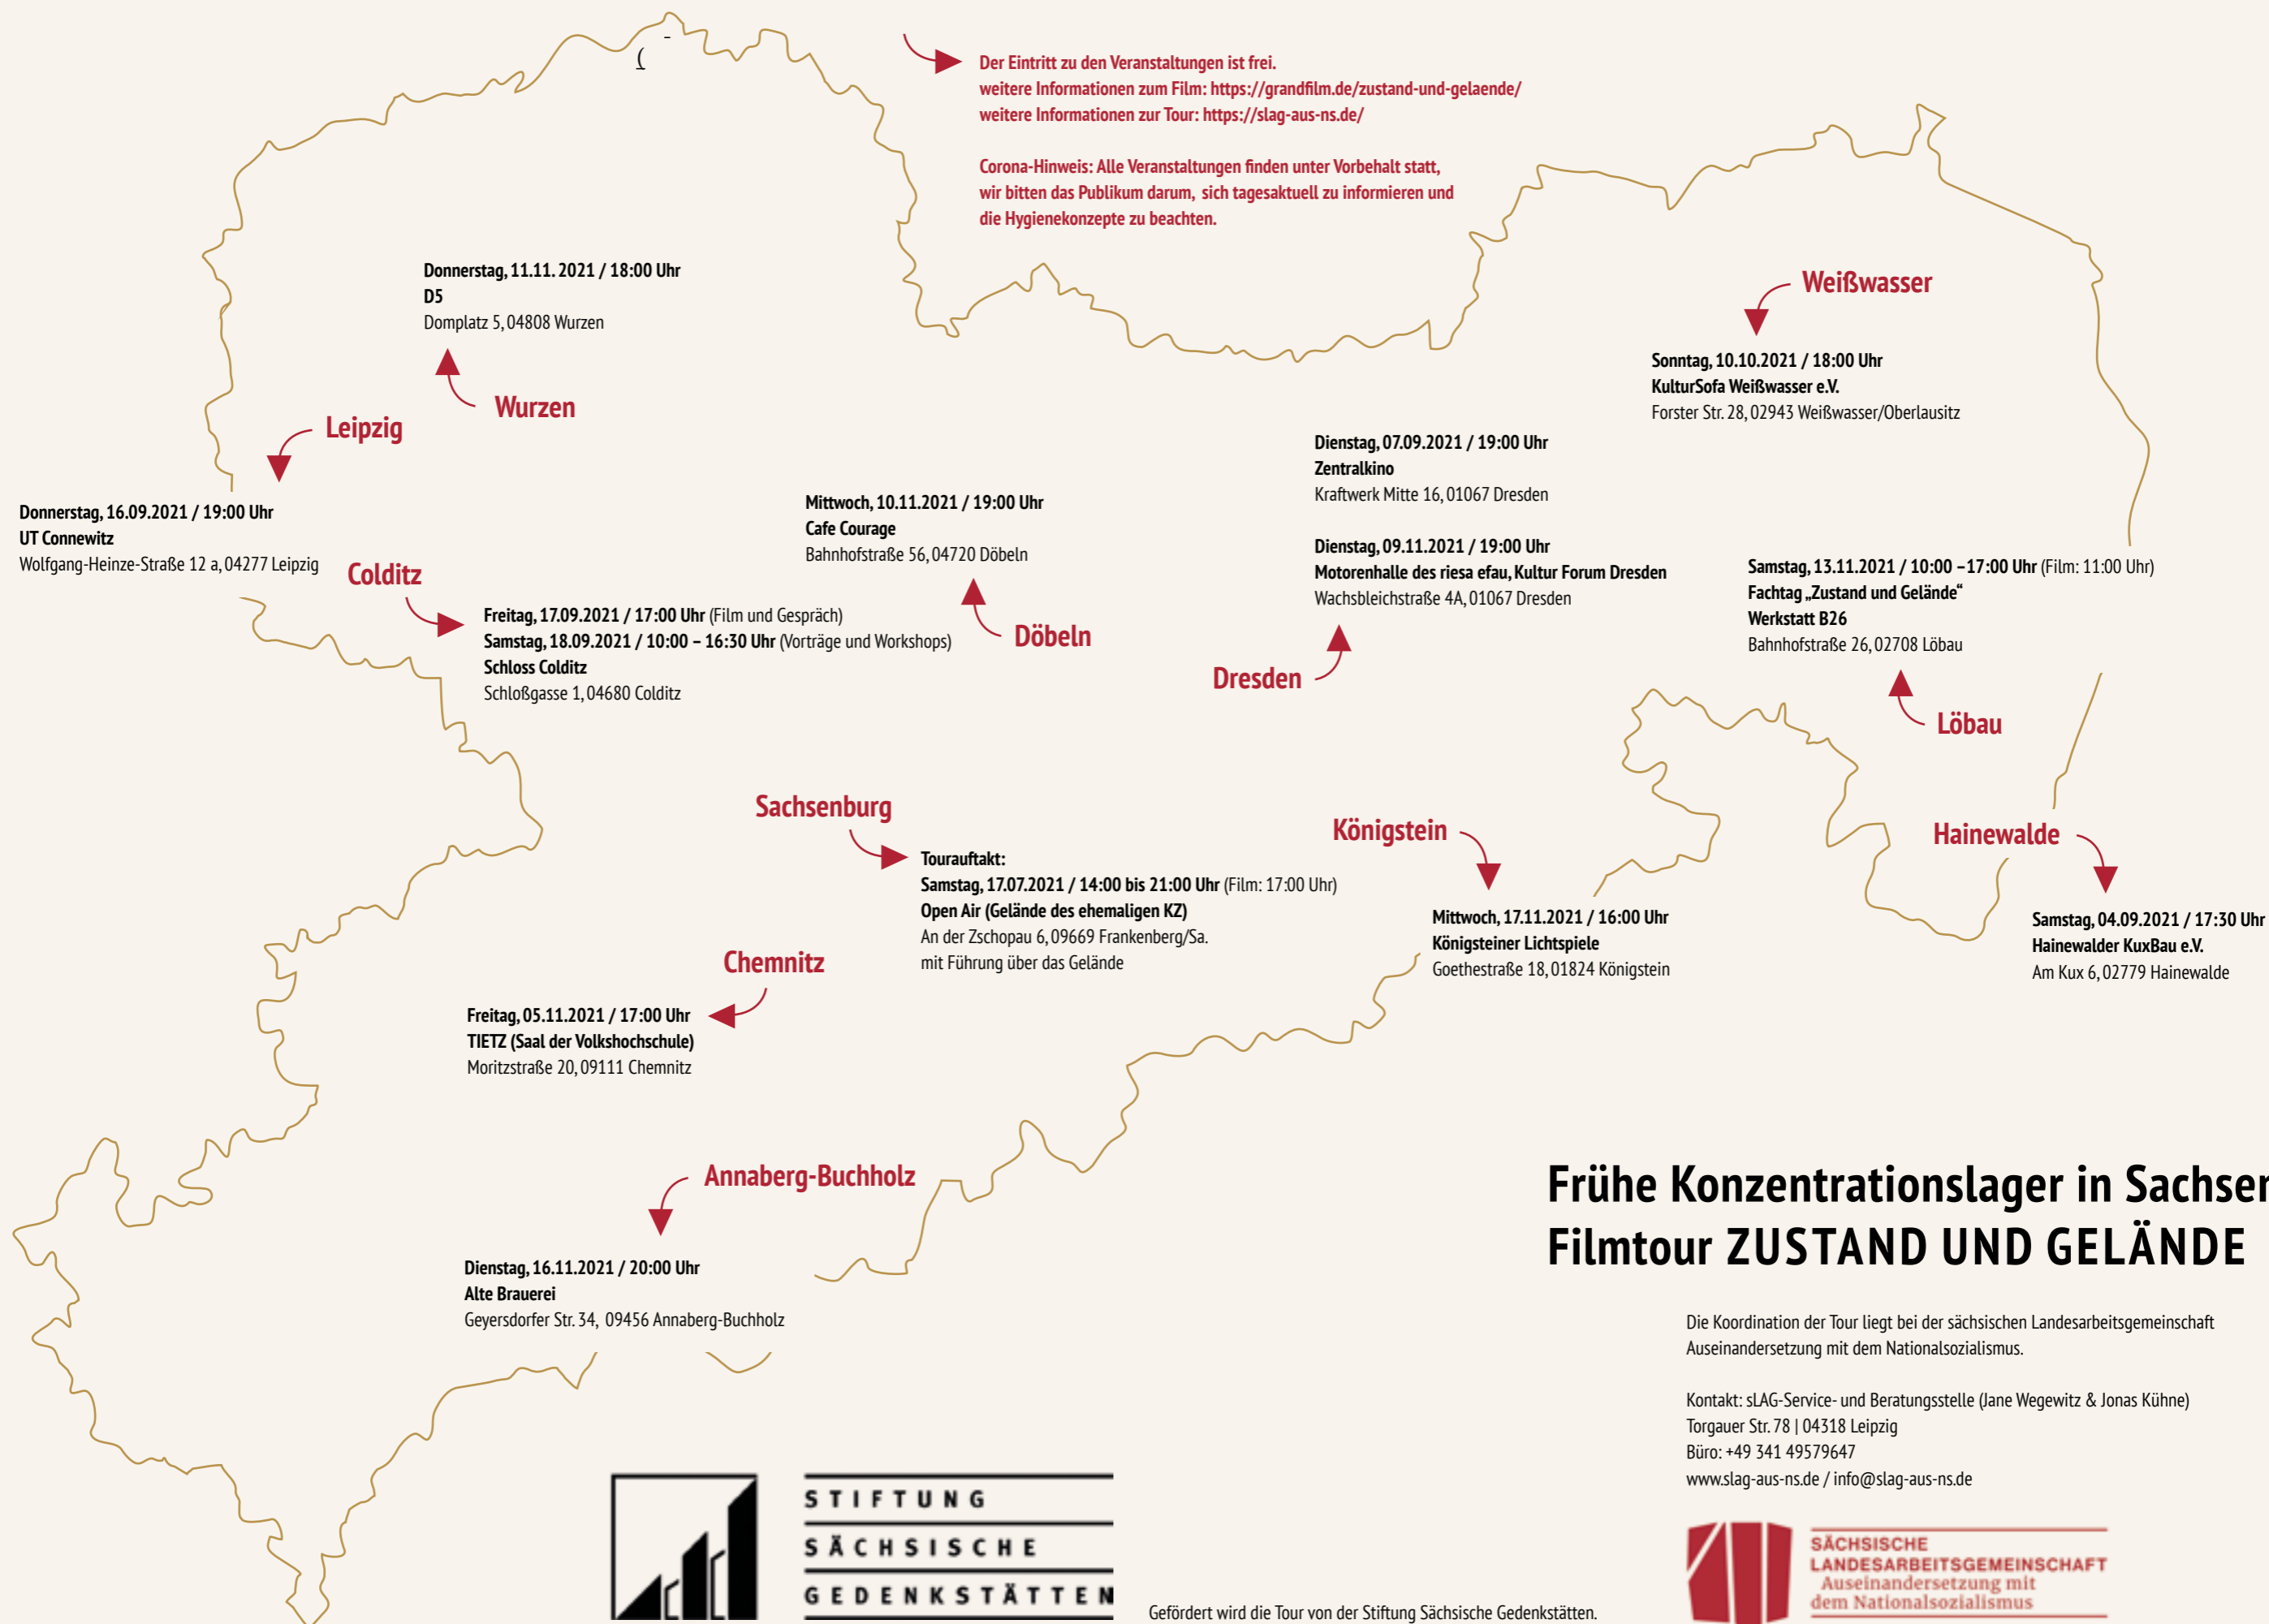 Der Eintritt zu den Veranstaltungen ist frei.
weitere Informationen zum Film: https://grandfilm.de/zustand-und-gelaende/
weitere Informationen zur Tour: https://slag-aus-ns.de/
Corona-Hinweis: Alle Veranstaltungen finden unter Vorbehalt statt,
wir bitten das Publikum darum, sich tagesaktuell zu informieren und
die Hygienekonzepte zu beachten.
Donnerstag, 11.11. 2021 / 18:00 Uhr
D5
Domplatz 5, 04808 Wurzen
Wurzen
Weißwasser
Sonntag, 10.10.2021 / 18:00 Uhr
KulturSofa Weißwasser e.V.
Forster Str. 28, 02943 Weißwasser/Oberlausitz
Leipzig
Donnerstag, 16.09.2021 / 19:00 Uhr
UT Connewitz
Wolfgang-Heinze-Straße 12 a, 04277 Leipzig
Colditz
Freitag, 17.09.2021 / 17:00 Uhr (Film und Gespräch)
Samstag, 18.09.2021 / 10:00 – 16:30 Uhr (Vorträge und Workshops)
Schloss Colditz
Schloßgasse 1, 04680 Colditz
Mittwoch, 10.11.2021 / 19:00 Uhr
Cafe Courage
Bahnhofstraße 56, 04720 Döbeln
Döbeln
Dienstag, 07.09.2021 / 19:00 Uhr
Zentralkino
Kraftwerk Mitte 16, 01067 Dresden
Dienstag, 09.11.2021 / 19:00 Uhr
Motorenhalle des riesa efau, Kultur Forum Dresden
Wachsbleichstraße 4A, 01067 Dresden
Dresden
Samstag, 13.11.2021 / 10:00 –17:00 Uhr (Film: 11:00 Uhr)
Fachtag „Zustand und Gelände“
Werkstatt B26
Bahnhofstraße 26, 02708 Löbau
Löbau
Sachsenburg
Tourauftakt:
Samstag, 17.07.2021 / 14:00 bis 21:00 Uhr (Film: 17:00 Uhr)
Open Air (Gelände des ehemaligen KZ)
An der Zschopau 6, 09669 Frankenberg/Sa.
mit Führung über das Gelände
Königstein
Mittwoch, 17.11.2021 / 16:00 Uhr
Königsteiner Lichtspiele
Goethestraße 18, 01824 Königstein
Hainewalde
Samstag, 04.09.2021 / 17:30 Uhr
Hainewalder KuxBau e.V.
Am Kux 6, 02779 Hainewalde
Chemnitz
Freitag, 05.11.2021 / 17:00 Uhr
TIETZ (Saal der Volkshochschule)
Moritzstraße 20, 09111 Chemnitz
Annaberg-Buchholz
Dienstag, 16.11.2021 / 20:00 Uhr
Alte Brauerei
Geyersdorfer Str. 34, 09456 Annaberg-Buchholz
Frühe Konzentrationslager in Sachsen
Filmtour ZUSTAND UND GELÄNDE
Die Koordination der Tour liegt bei der sächsischen Landesarbeitsgemeinschaft
Auseinandersetzung mit dem Nationalsozialismus.
Kontakt: sLAG-Service- und Beratungsstelle (Jane Wegewitz & Jonas Kühne)
Torgauer Str. 78 | 04318 Leipzig
Büro: +49 341 49579647
www.slag-aus-ns.de / info@slag-aus-ns.de
STIFTUNG
SÄCHSISCHE
GEDENKSTÄTTEN
Gefördert wird die Tour von der Stiftung Sächsische Gedenkstätten.
SÄCHSISCHE
LANDESARBEITSGEMEINSCHAFT
Auseinandersetzung mit
dem Nationalsozialismus